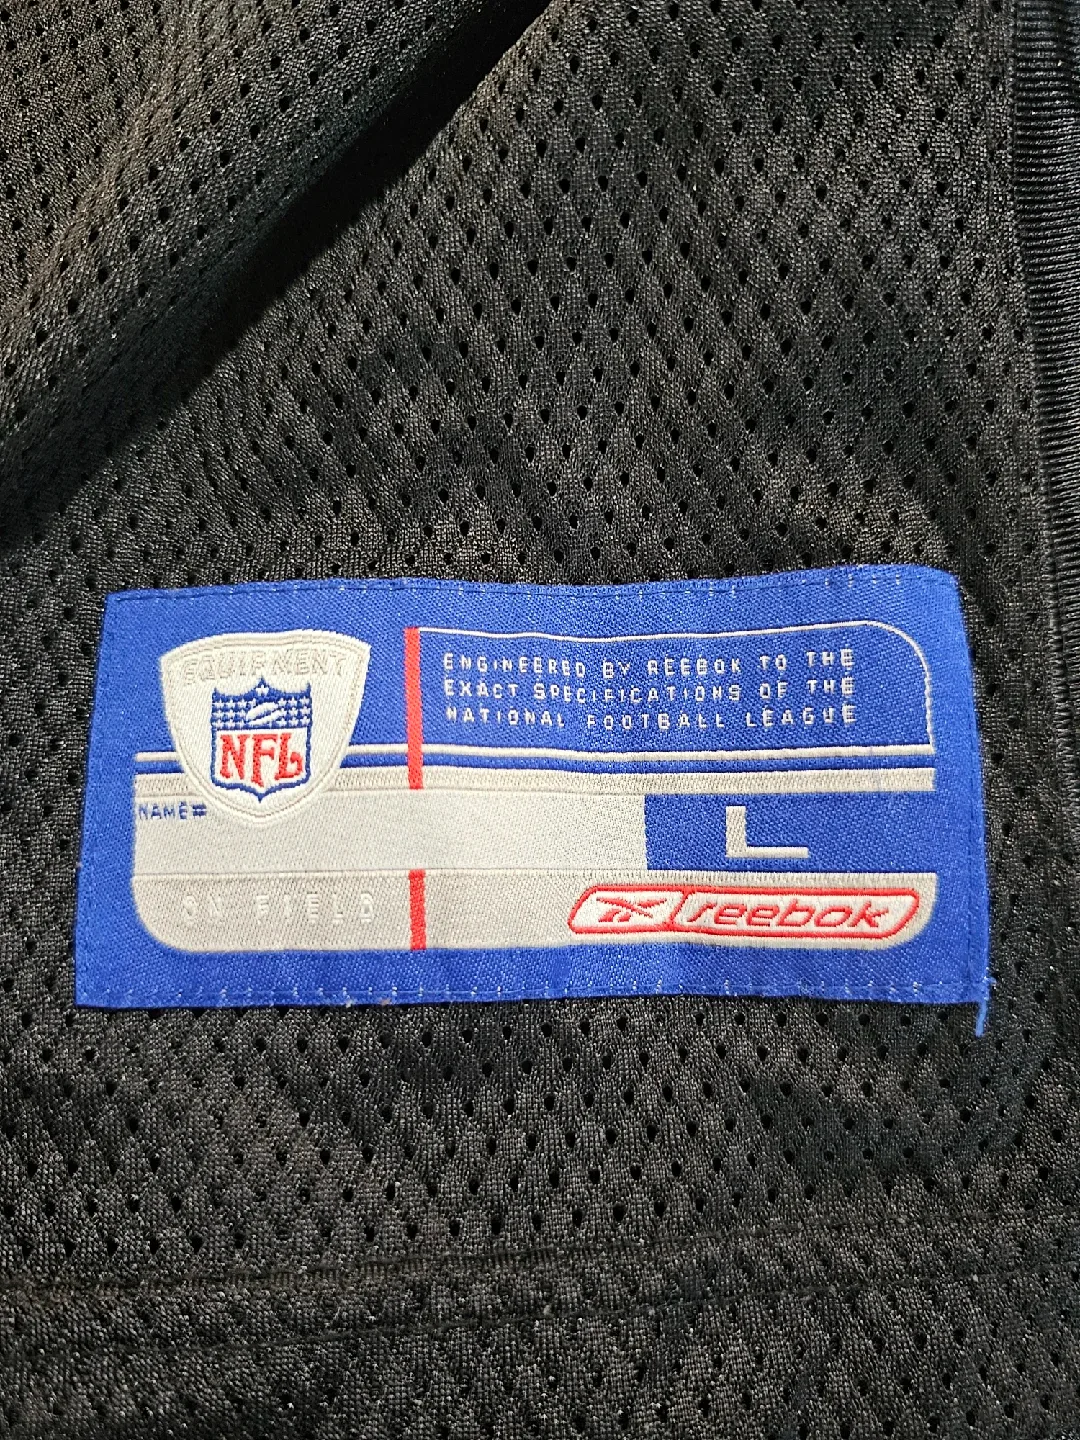 EQUIPMENT
NFL
ENGINEERED BY REEBOK TO THE
EXACT SPECIFICATIONS OF THE
NATIONAL FOOTBALL LEAGUE
NAME#
L
ON FIELD
reebok